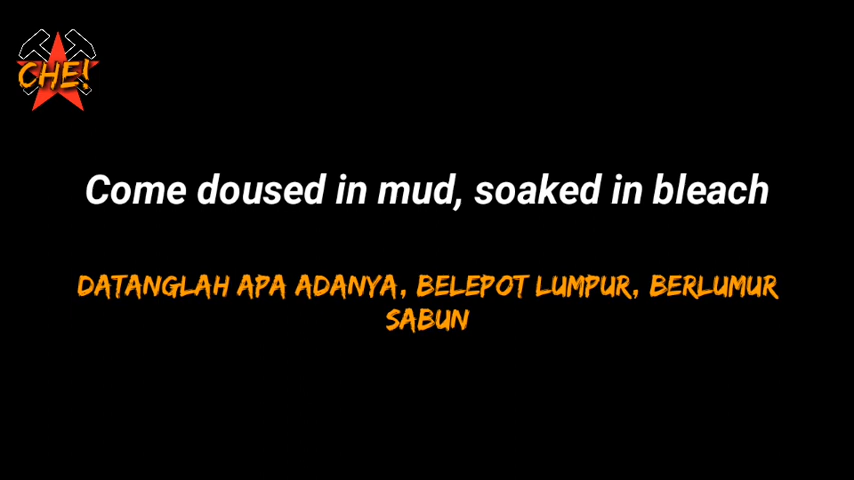 CHE!
Come doused in mud, soaked in bleach
DATANGLAH APA ADANYA, BELEPOT LUMPUR, BERLUMUR
SABUN